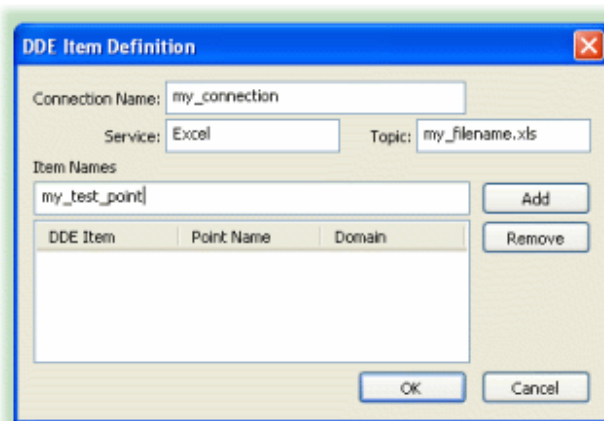 DDE Item Definition
Connection Name: my_connection
Service: Excel Topic: my_filename.xls
Item Names
my_test_point Add
DDE Item Point Name Domain Remove
OK Cancel